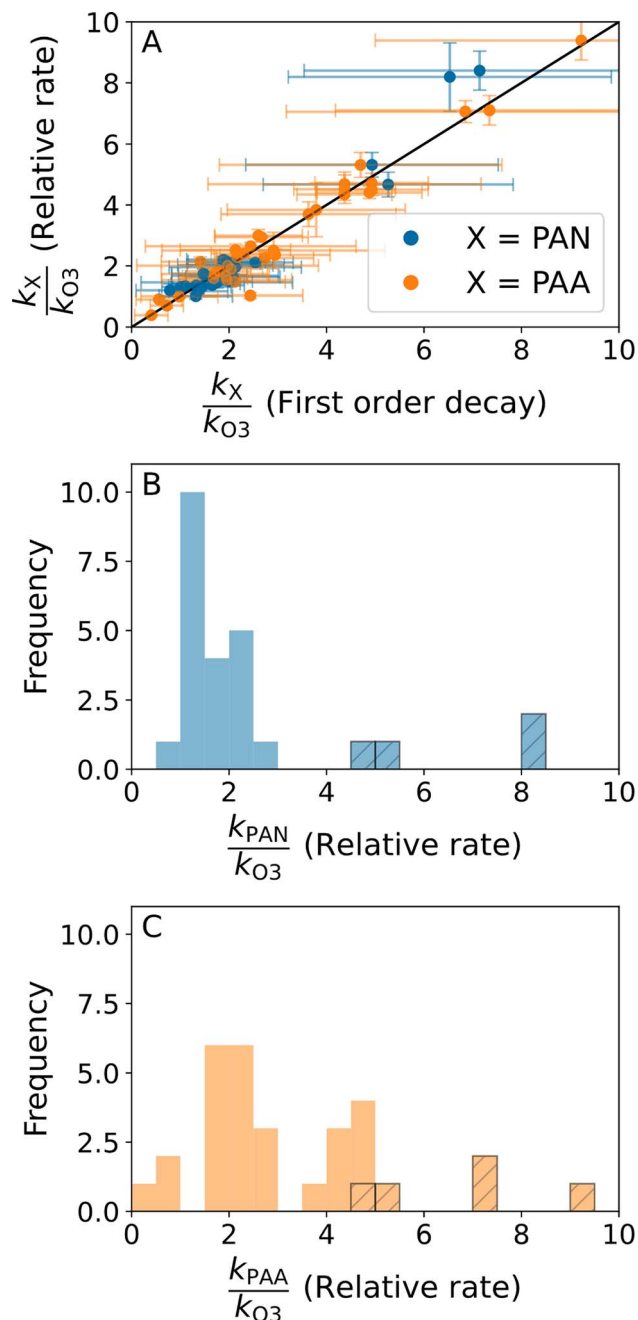 A
10
8
6
4
2
0
kX
kO3
(Relative rate)
X = PAN
X = PAA
0 2 4 6 8 10
kX
kO3
(First order decay)
B
10.0
7.5
5.0
2.5
0.0
Frequency
0 2 4 6 8 10
kPAN
kO3
(Relative rate)
C
10.0
7.5
5.0
2.5
0.0
Frequency
0 2 4 6 8 10
kPAA
kO3
(Relative rate)